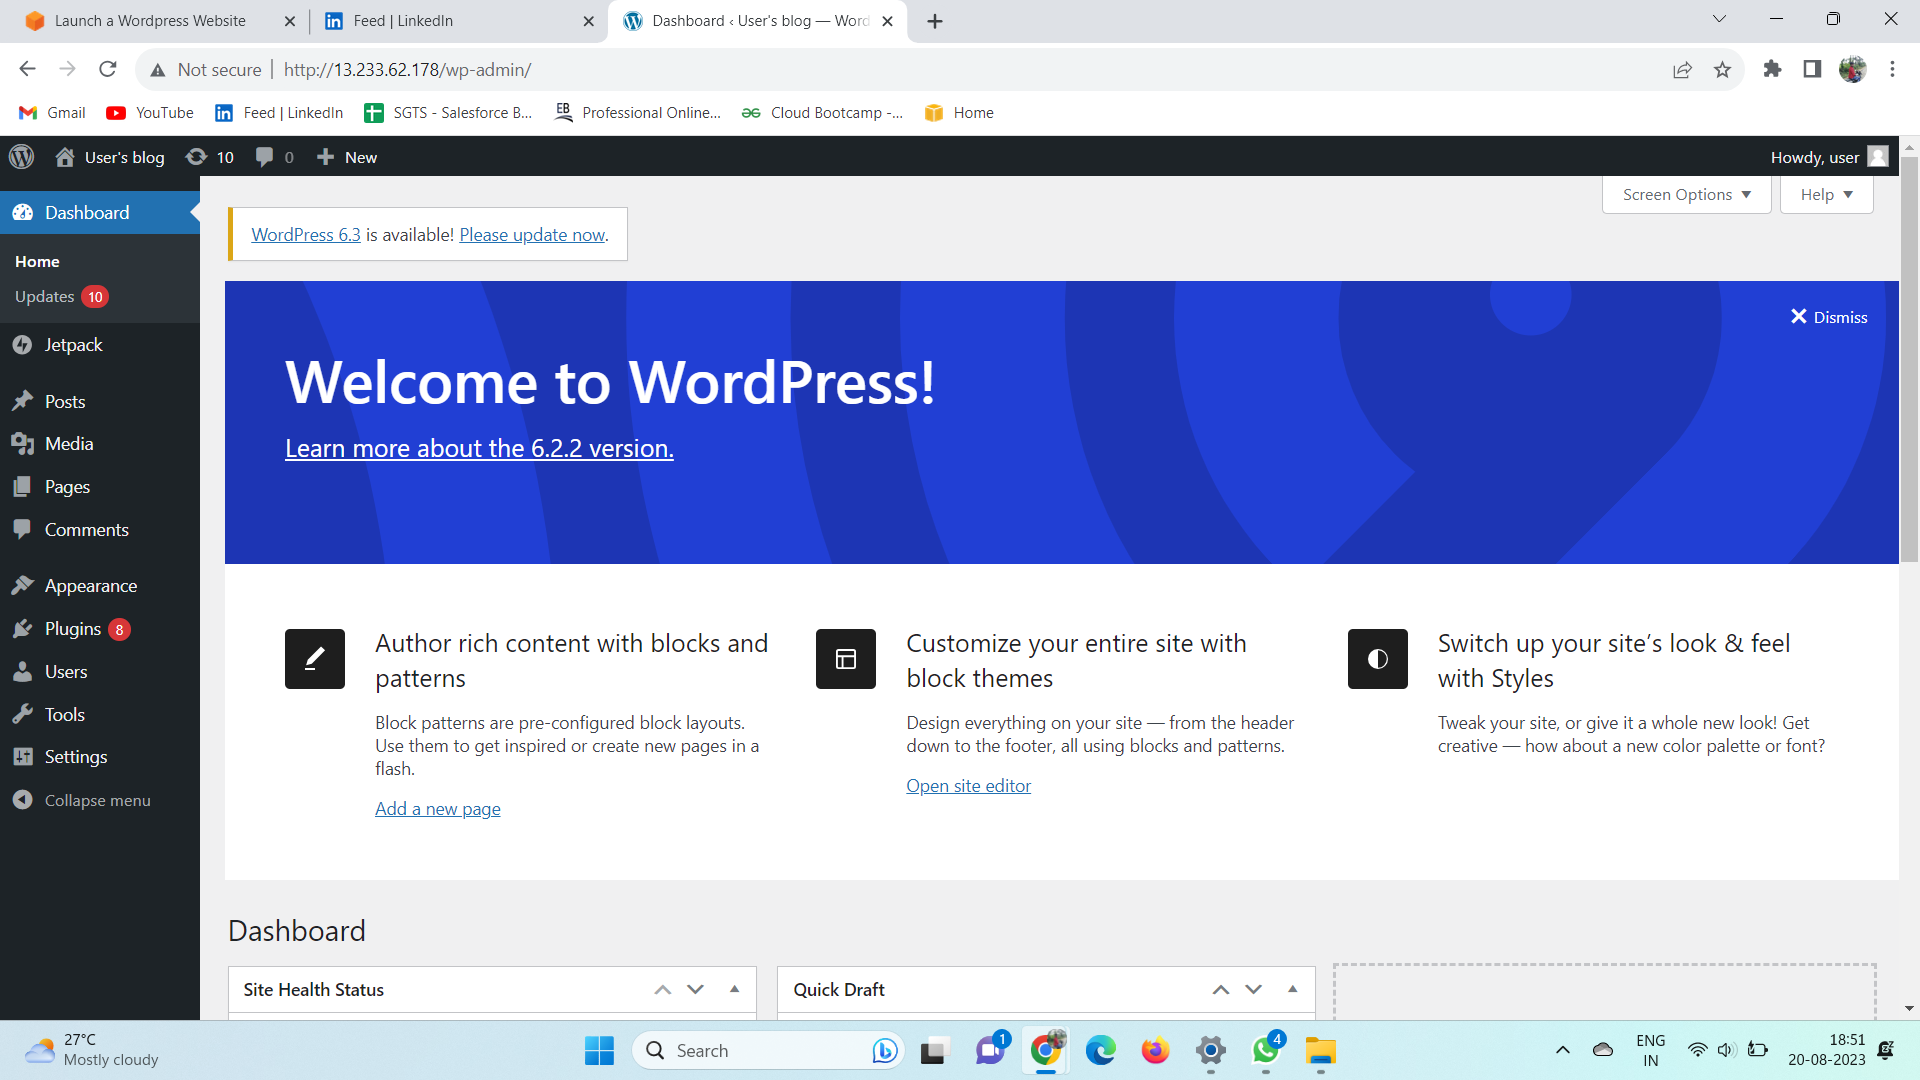 Launch a Wordpress Website
Feed | LinkedIn
Dashboard ‹ User's blog — Word
Not secure
http://13.233.62.178/wp-admin/
Gmail
YouTube
Feed | LinkedIn
SGTS - Salesforce B...
EB
Professional Online...
Cloud Bootcamp -...
Home
User's blog
10
0
New
Howdy, user
Dashboard
Screen Options
Help
WordPress 6.3 is available! Please update now.
Home
Updates 10
Jetpack
Posts
Media
Pages
Comments
Appearance
Plugins 8
Users
Tools
Settings
Collapse menu
Dismiss
Welcome to WordPress!
Learn more about the 6.2.2 version.
Author rich content with blocks and
patterns
Block patterns are pre-configured block layouts.
Use them to get inspired or create new pages in a
flash.
Add a new page
Customize your entire site with
block themes
Design everything on your site — from the header
down to the footer, all using blocks and patterns.
Open site editor
Switch up your site’s look & feel
with Styles
Tweak your site, or give it a whole new look! Get
creative — how about a new color palette or font?
Dashboard
Site Health Status
Quick Draft
27°C
Mostly cloudy
Search
1
4
ENG
IN
18:51
20-08-2023